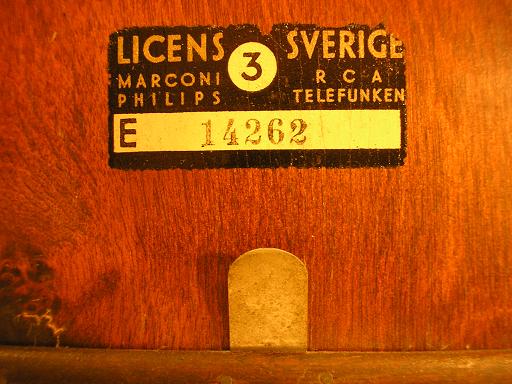 LICENS 3 SVERIGE
MARCONI RCA
PHILIPS TELEFUNKEN
E 14262